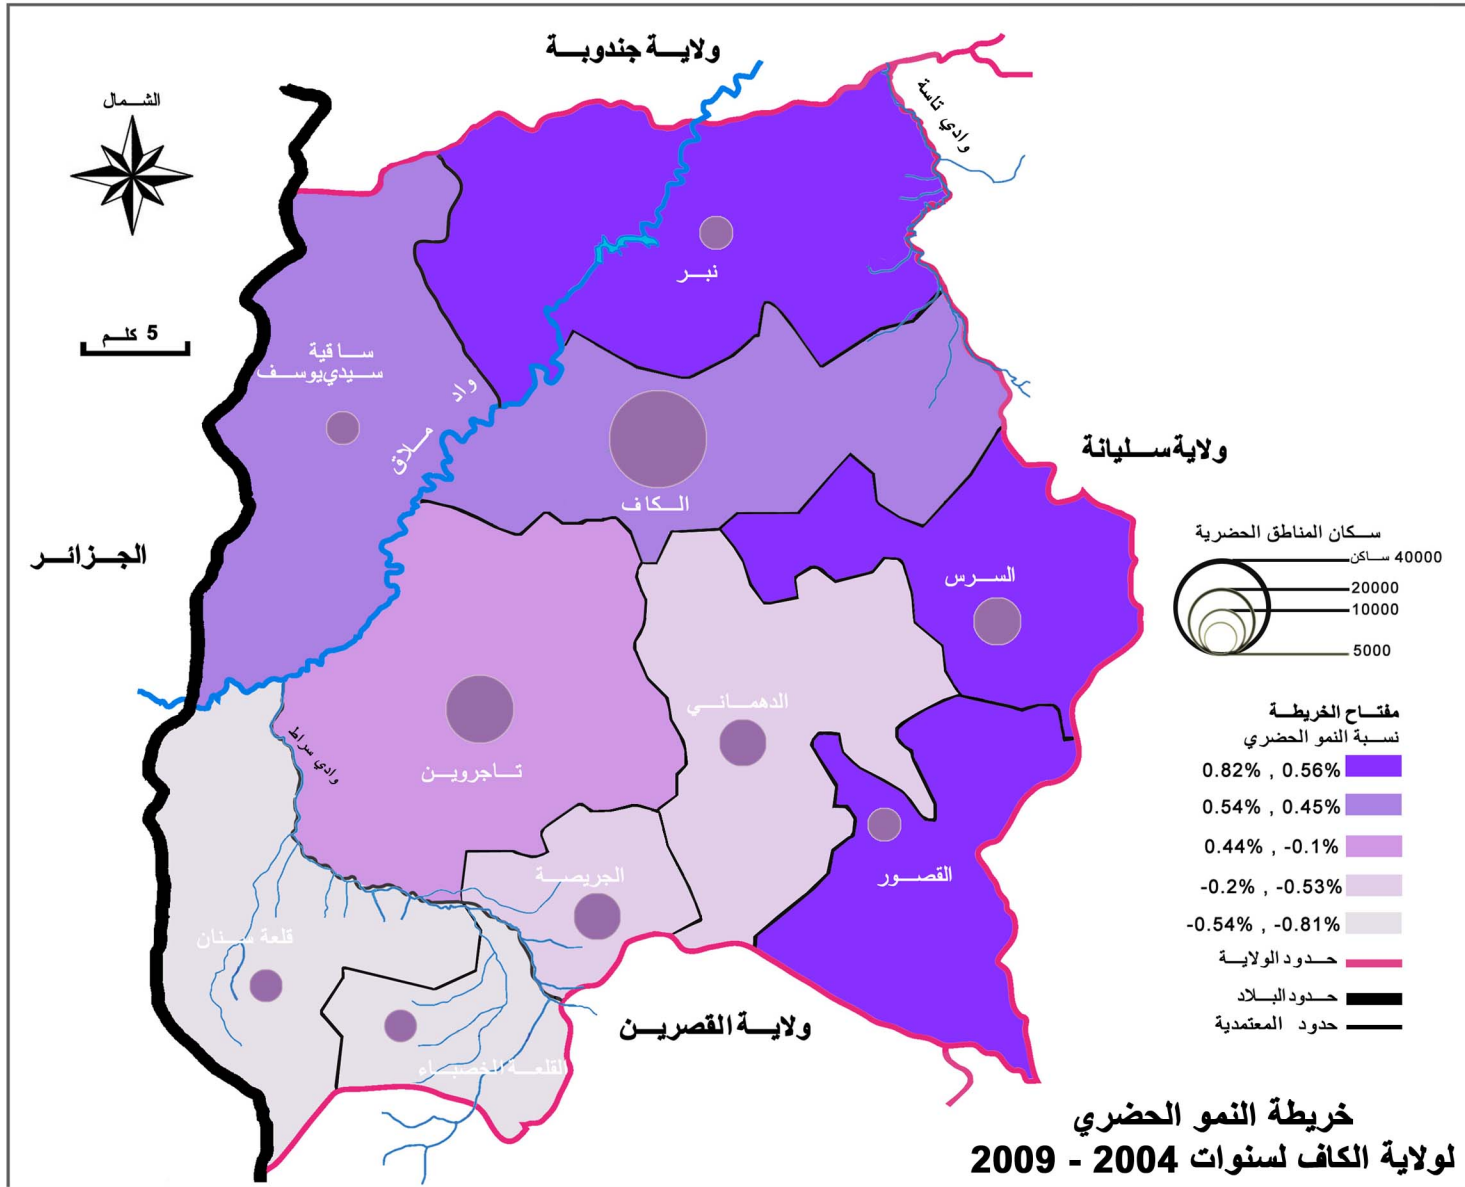 ولاية جندوبة
الشمال
وادي تاسة
نبر
5 كلم
ساقية
سيدي يوسف
واد ملاق
ولاية سليانة
الكاف
الجزائر
سكان المناطق الحضرية
40000 ساكن
20000
10000
5000
السرس
الدهماني
تاجروين
وادي سراط
مفتاح الخريطة
نسبة النمو الحضري
0.82% , 0.56%
0.54% , 0.45%
0.44% , -0.1%
-0.2% , -0.53%
-0.54% , -0.81%
حدود الولاية
حدود البلاد
حدود المعتمدية
الجريصة
القصور
قلعة سنان
ولاية القصرين
القلعة الخصباء
خريطة النمو الحضري
لولاية الكاف لسنوات 2004 - 2009